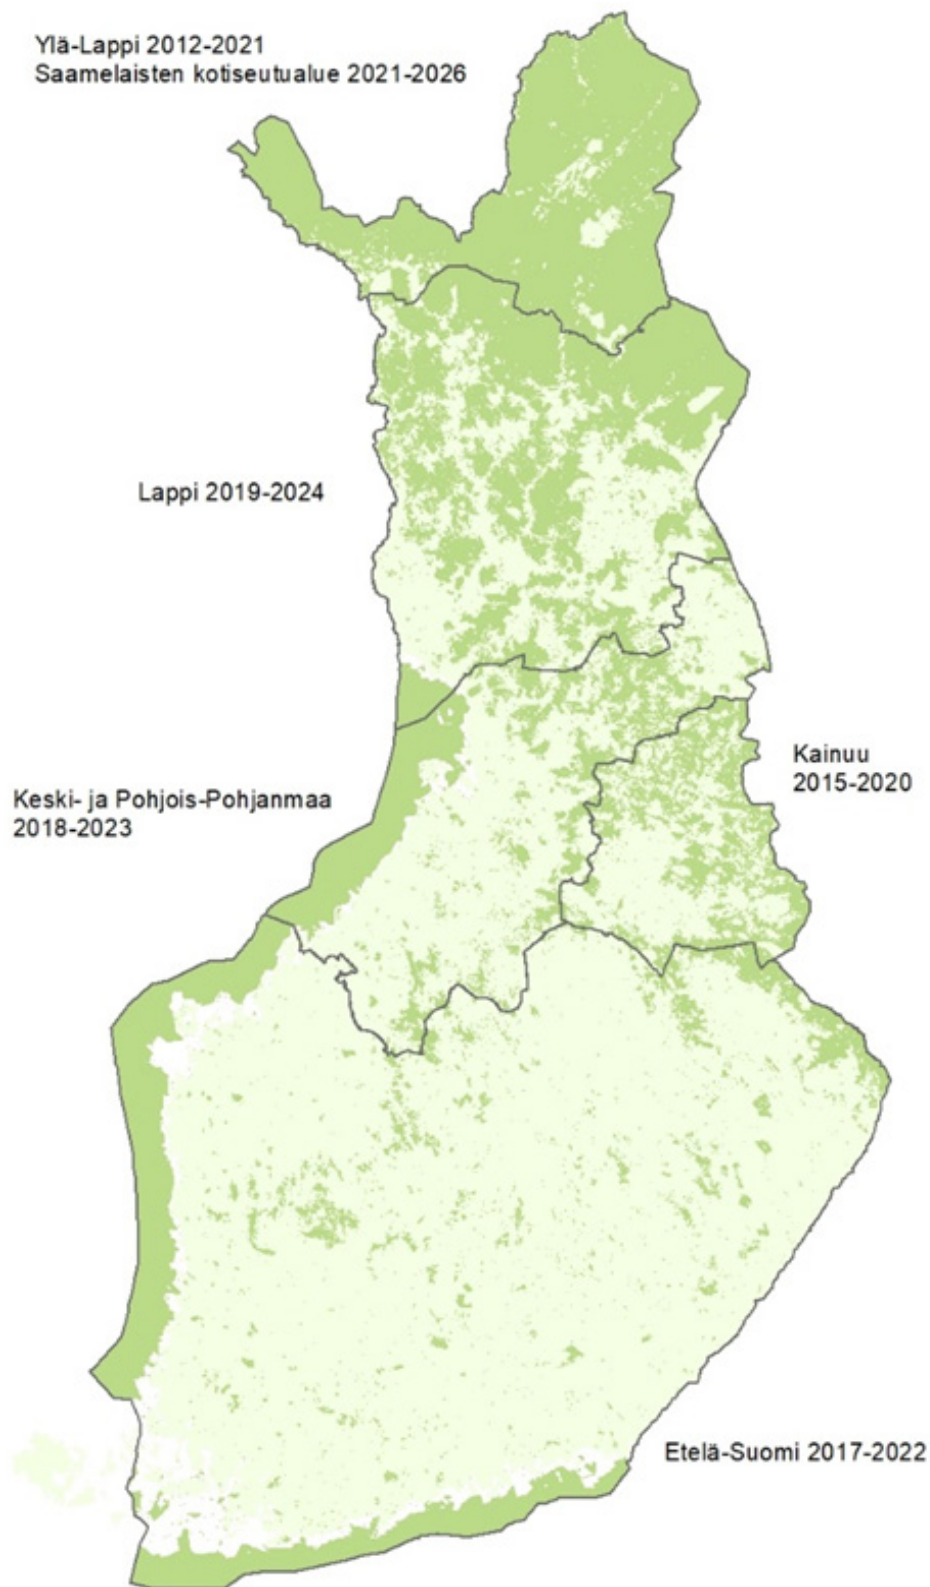 Ylä-Lappi 2012-2021
Saamelaisten kotiseutualue 2021-2026
Lappi 2019-2024
Kainuu
2015-2020
Keski- ja Pohjois-Pohjanmaa
2018-2023
Etelä-Suomi 2017-2022